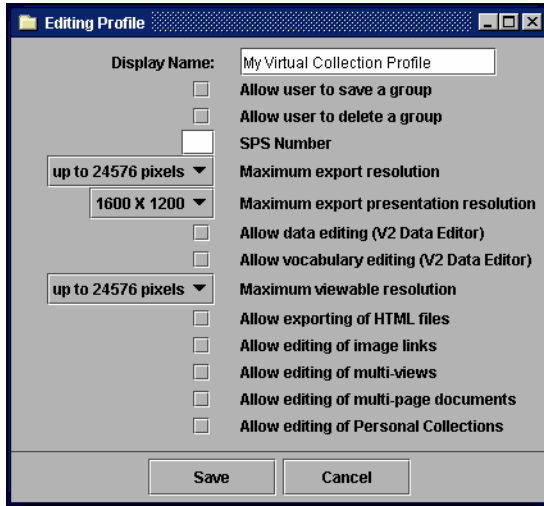 Editing Profile
Display Name: My Virtual Collection Profile
Allow user to save a group
Allow user to delete a group
SPS Number
up to 24576 pixels Maximum export resolution
1600 X 1200 Maximum export presentation resolution
Allow data editing (V2 Data Editor)
Allow vocabulary editing (V2 Data Editor)
up to 24576 pixels Maximum viewable resolution
Allow exporting of HTML files
Allow editing of image links
Allow editing of multi-views
Allow editing of multi-page documents
Allow editing of Personal Collections
Save Cancel